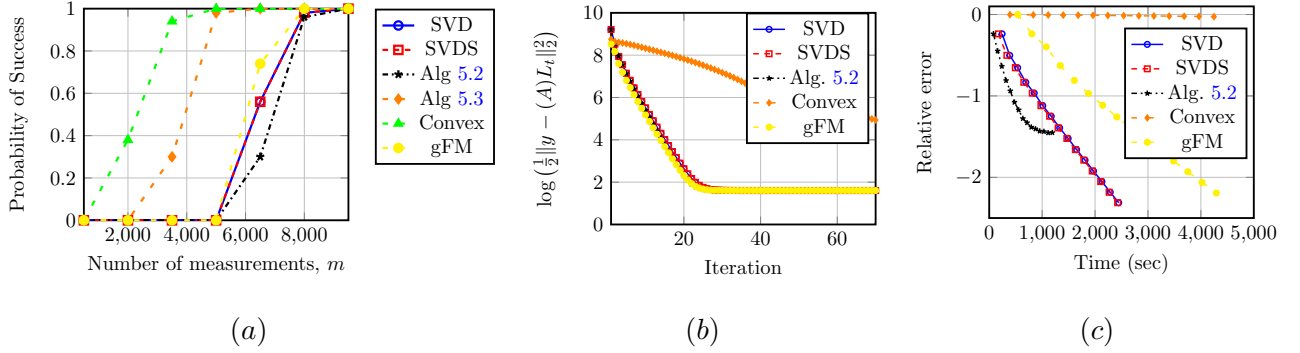 Probability of Success
1
0.8
0.6
0.4
0.2
0
2,000 4,000 6,000 8,000
Number of measurements, m
SVD
SVDS
Alg 5.2
Alg 5.3
Convex
gFM
(a)
log (½‖y − (A)L_t‖²₂)
10
8
6
4
2
0
20 40 60
Iteration
SVD
SVDS
Alg. 5.2
Convex
gFM
(b)
Relative error
0
−1
−2
0 1,000 2,000 3,000 4,000 5,000
Time (sec)
SVD
SVDS
Alg. 5.2
Convex
gFM
(c)